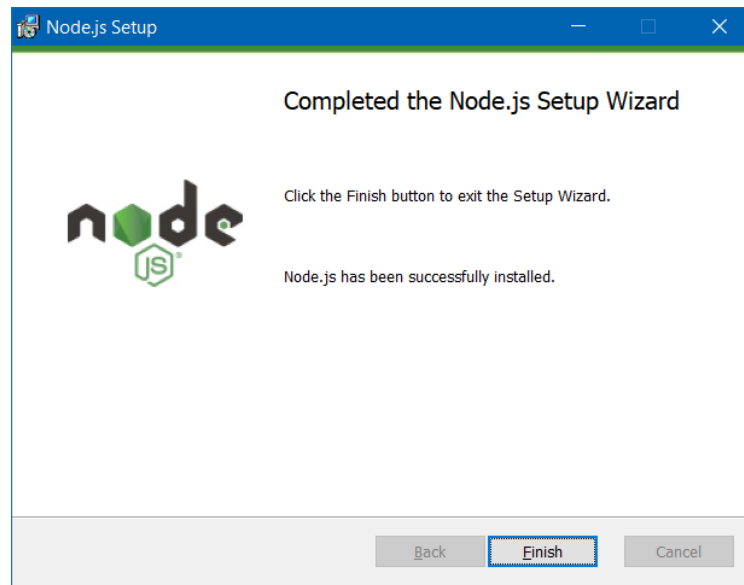 Node.js Setup
Completed the Node.js Setup Wizard
Click the Finish button to exit the Setup Wizard.
node
JS
Node.js has been successfully installed.
Back Finish Cancel